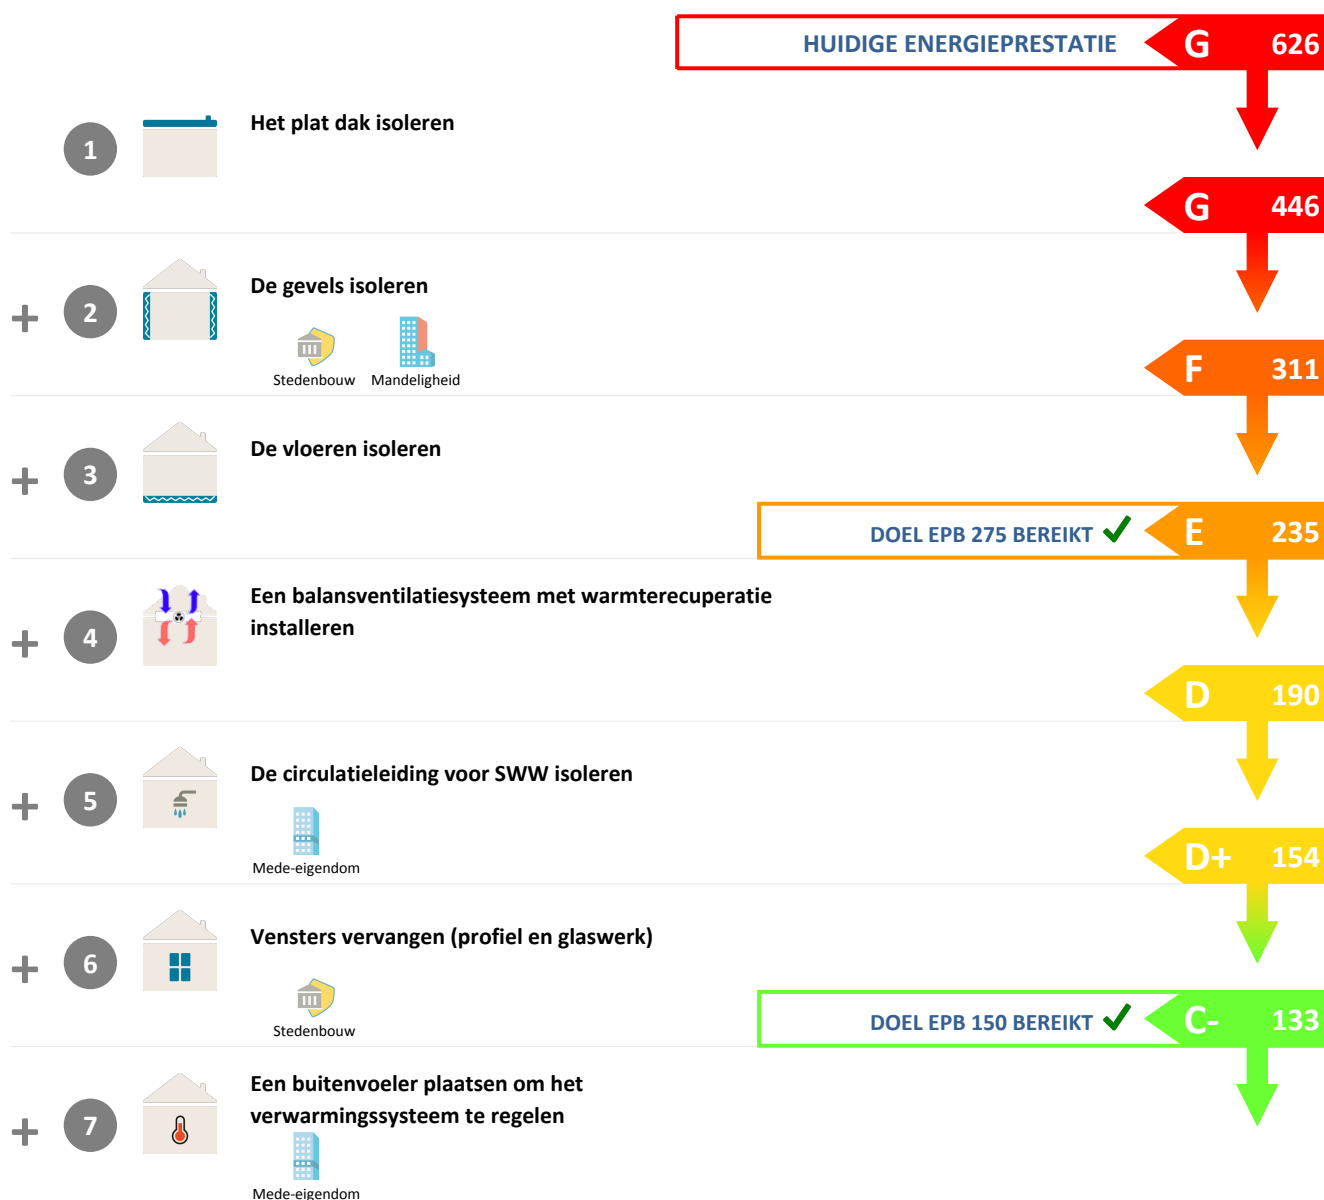 HUIDIGE ENERGIEPRESTATIE G 626
1 Het plat dak isoleren
G 446
+ 2 De gevels isoleren
Stedenbouw Mandeligheid
F 311
+ 3 De vloeren isoleren
DOEL EPB 275 BEREIKT E 235
+ 4 Een balansventilatiesysteem met warmterecuperatie
installeren
D 190
+ 5 De circulatieleiding voor SWW isoleren
Mede-eigendom
D+ 154
+ 6 Vensters vervangen (profiel en glaswerk)
Stedenbouw
DOEL EPB 150 BEREIKT C- 133
+ 7 Een buitenvoeler plaatsen om het
verwarmingssysteem te regelen
Mede-eigendom